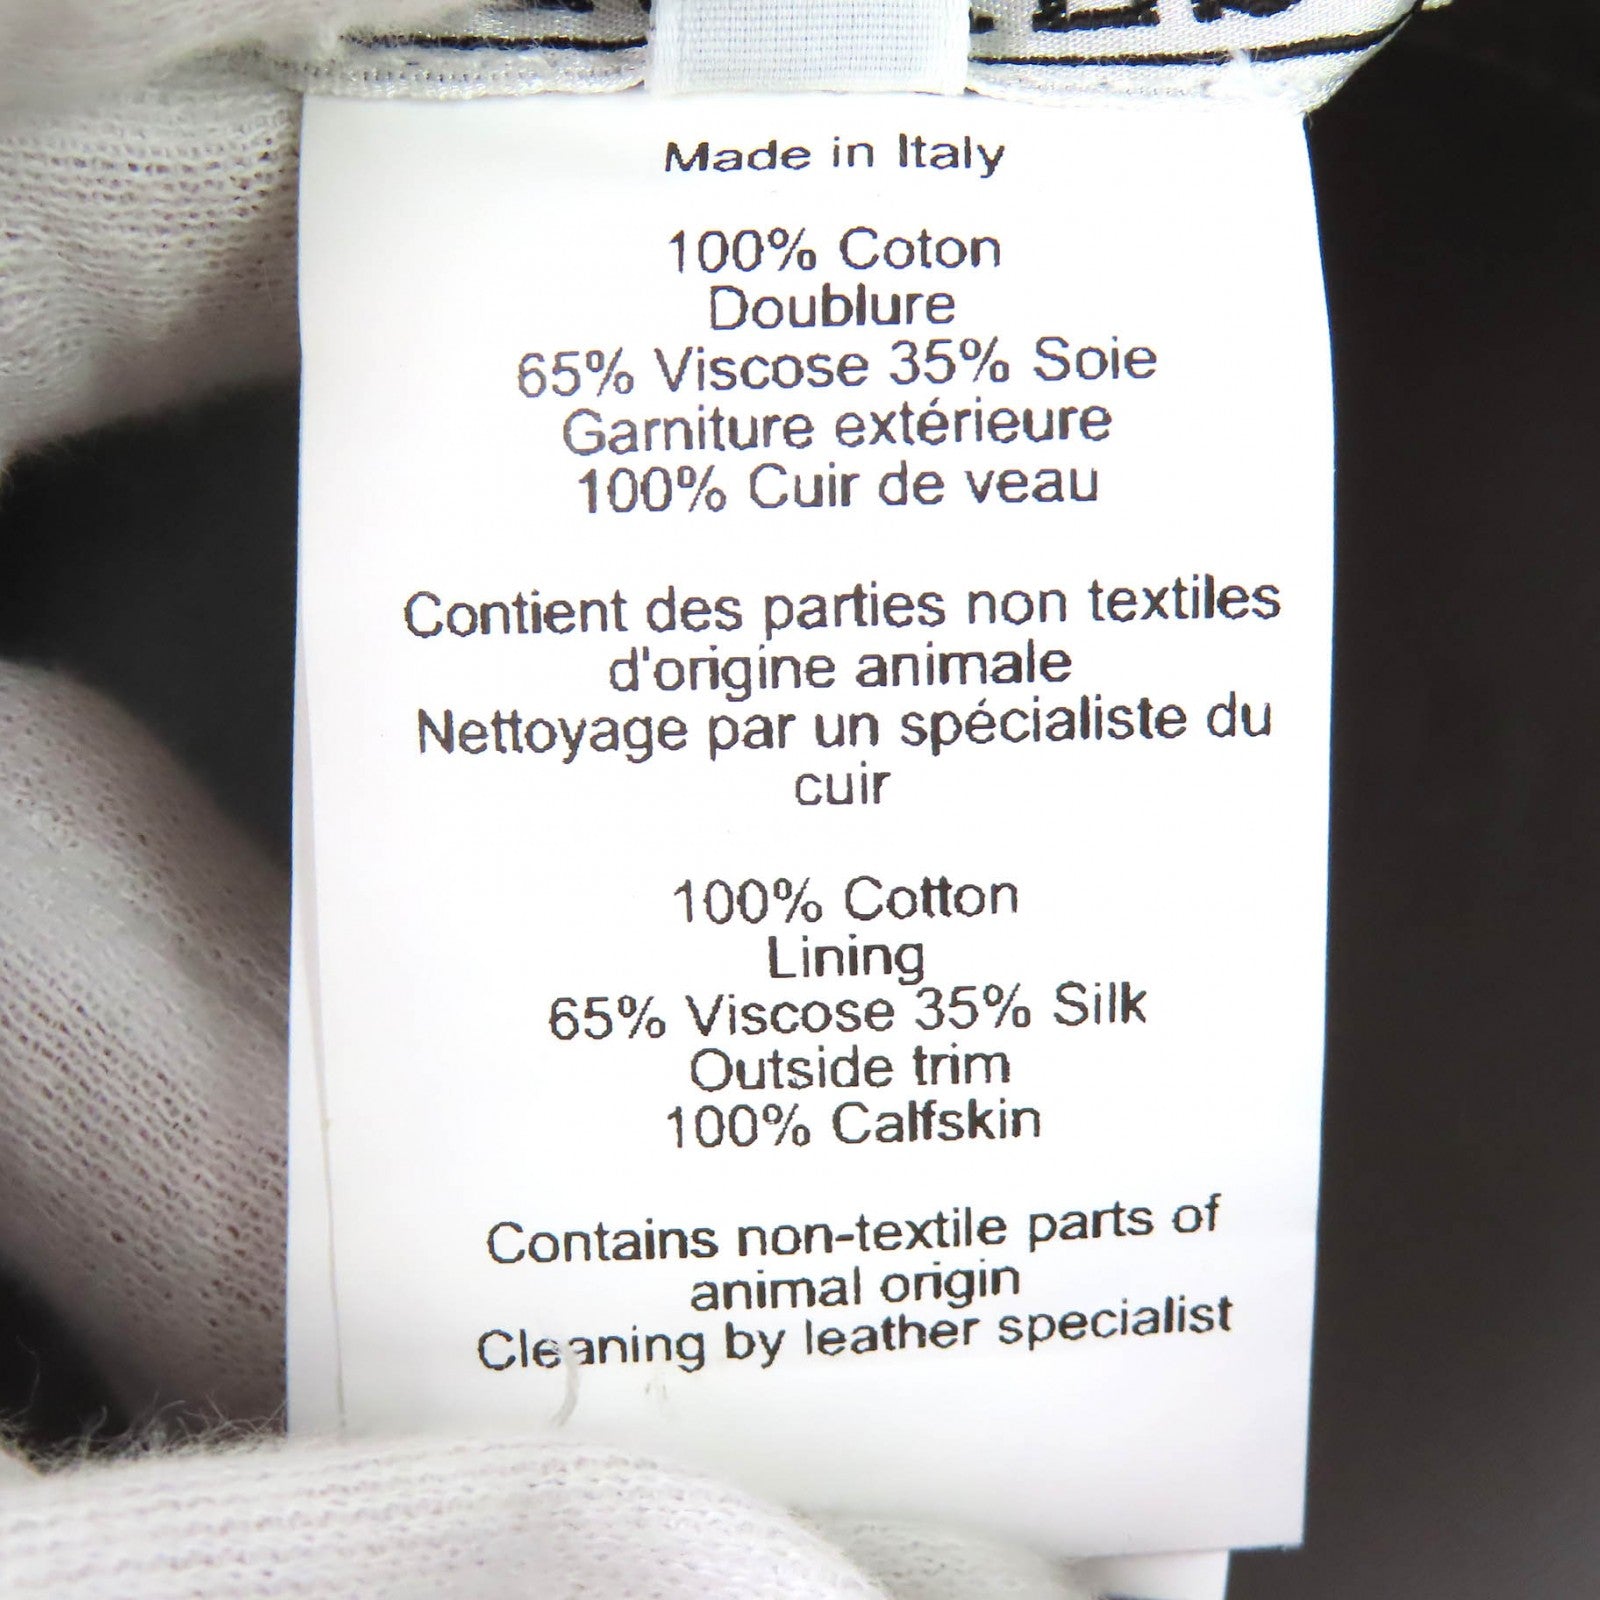 Made in Italy
100% Coton
Doublure
65% Viscose 35% Soie
Garniture extérieure
100% Cuir de veau
Contient des parties non textiles
d'origine animale
Nettoyage par un spécialiste du
cuir
100% Cotton
Lining
65% Viscose 35% Silk
Outside trim
100% Calfskin
Contains non-textile parts of
animal origin
Cleaning by leather specialist